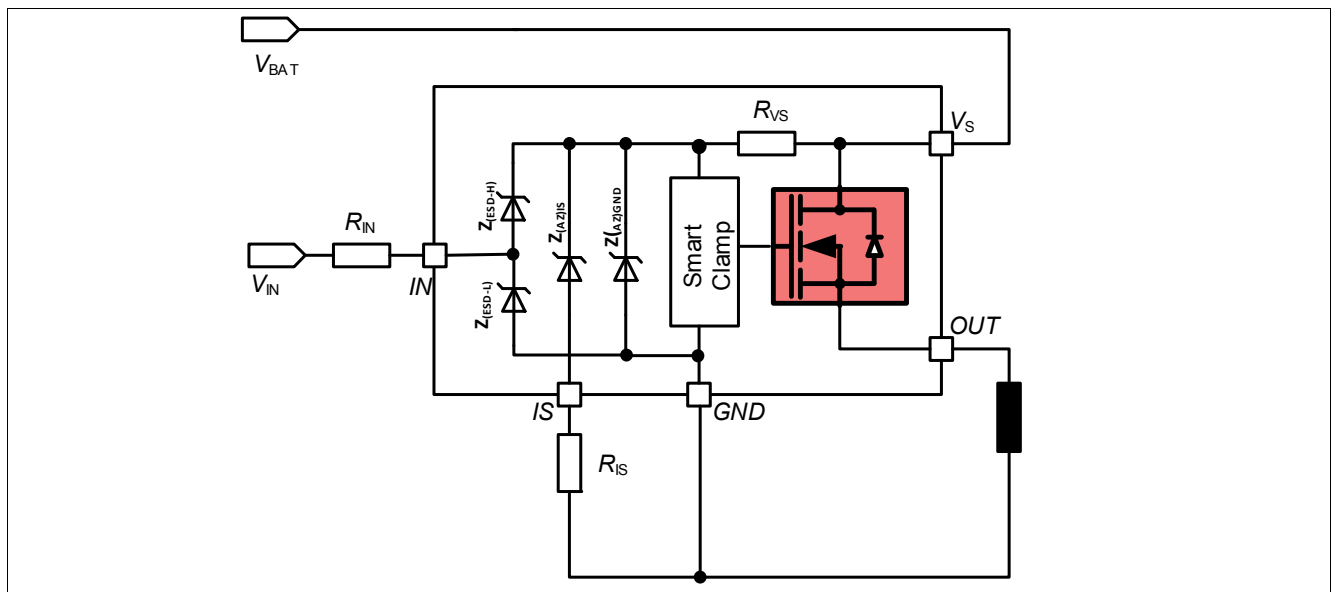 VBAT
RVS
VS
Z(ESD-H)
Z(AZ)IS
Z(AZ)GND
RIN
Smart
Clamp
VIN
IN
Z(ESD-L)
OUT
IS
GND
RIS